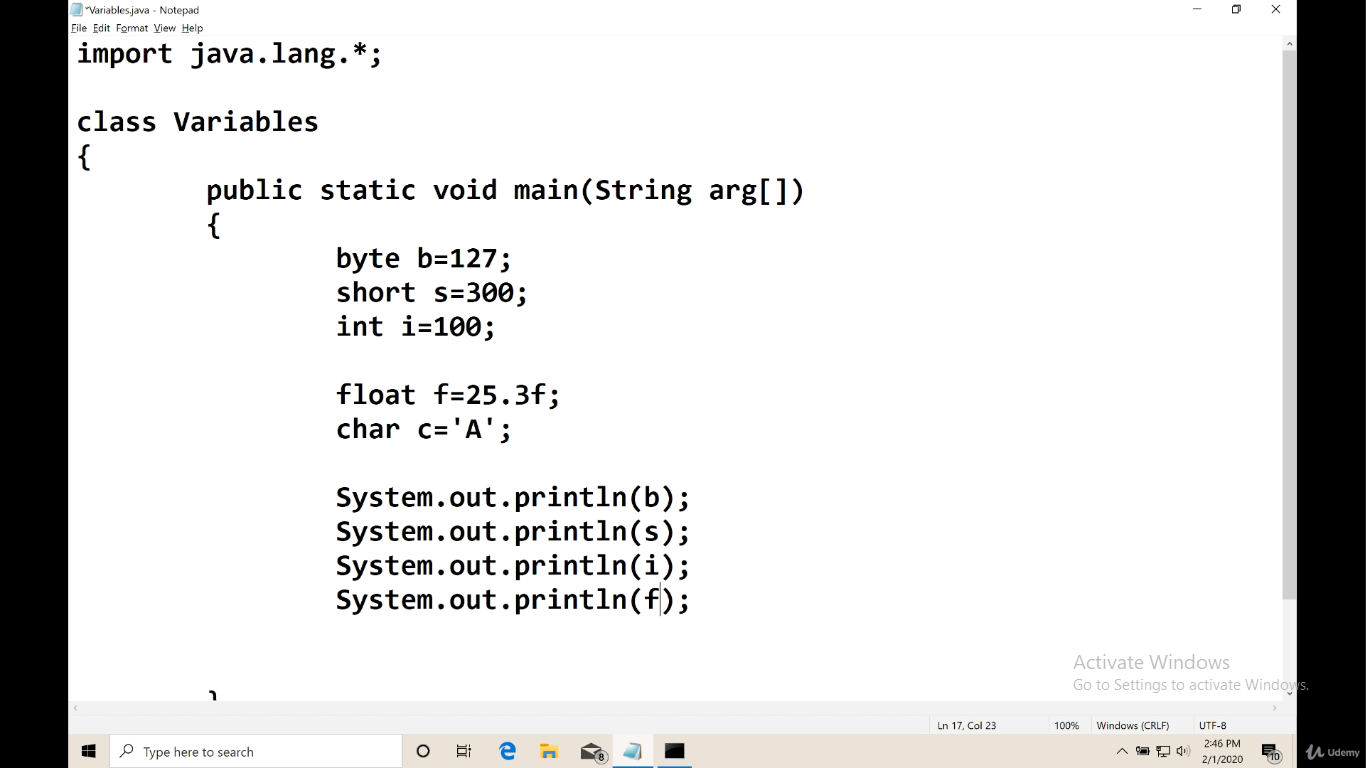 *Variables.java - Notepad
File Edit Format View Help
import java.lang.*;
class Variables
{
public static void main(String arg[])
{
byte b=127;
short s=300;
int i=100;
float f=25.3f;
char c='A';
System.out.println(b);
System.out.println(s);
System.out.println(i);
System.out.println(f);
}
Activate Windows
Go to Settings to activate Windows.
Ln 17, Col 23 100% Windows (CRLF) UTF-8
Type here to search
8
2:46 PM
2/1/2020
10
Udemy